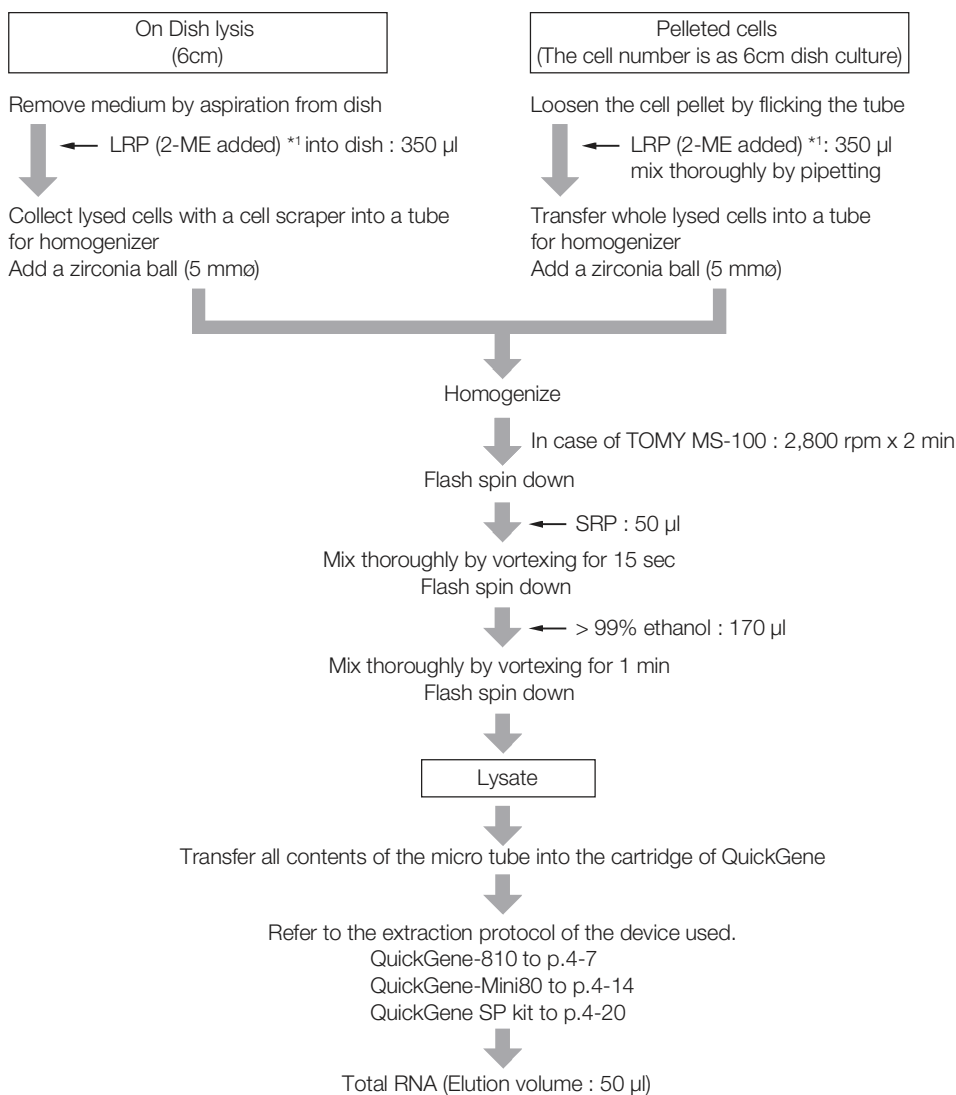 On Dish lysis
(6cm)
Remove medium by aspiration from dish
LRP (2-ME added) *1 into dish : 350 µl
Collect lysed cells with a cell scraper into a tube
for homogenizer
Add a zirconia ball (5 mmø)
Pelleted cells
(The cell number is as 6cm dish culture)
Loosen the cell pellet by flicking the tube
LRP (2-ME added) *1: 350 µl
mix thoroughly by pipetting
Transfer whole lysed cells into a tube
for homogenizer
Add a zirconia ball (5 mmø)
Homogenize
In case of TOMY MS-100 : 2,800 rpm x 2 min
Flash spin down
SRP : 50 µl
Mix thoroughly by vortexing for 15 sec
Flash spin down
> 99% ethanol : 170 µl
Mix thoroughly by vortexing for 1 min
Flash spin down
Lysate
Transfer all contents of the micro tube into the cartridge of QuickGene
Refer to the extraction protocol of the device used.
QuickGene-810 to p.4-7
QuickGene-Mini80 to p.4-14
QuickGene SP kit to p.4-20
Total RNA (Elution volume : 50 µl)